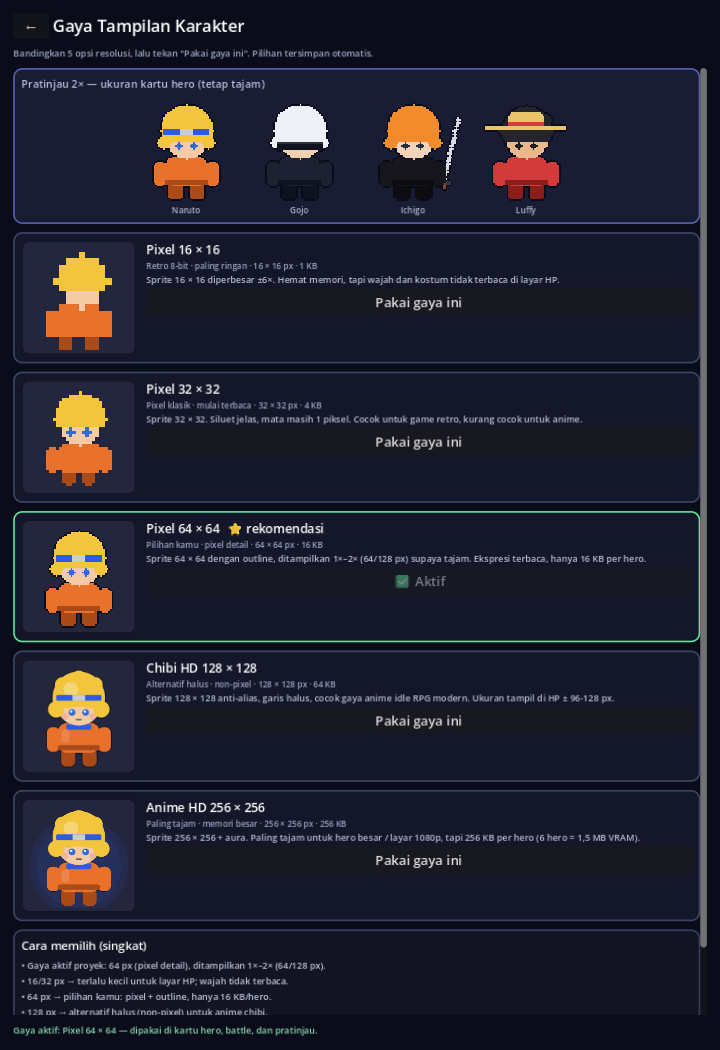 ← Gaya Tampilan Karakter
Bandingkan 5 opsi resolusi, lalu tekan "Pakai gaya ini". Pilihan tersimpan otomatis.
Pratinjau 2× — ukuran kartu hero (tetap tajam)
Naruto Gojo Ichigo Luffy
Pixel 16 × 16
Retro 8-bit · paling ringan · 16 × 16 px · 1 KB
Sprite 16 × 16 diperbesar ±6×. Hemat memori, tapi wajah dan kostum tidak terbaca di layar HP.
Pakai gaya ini
Pixel 32 × 32
Pixel klasik · mulai terbaca · 32 × 32 px · 4 KB
Sprite 32 × 32. Siluet jelas, mata masih 1 piksel. Cocok untuk game retro, kurang cocok untuk anime.
Pakai gaya ini
Pixel 64 × 64 ⭐ rekomendasi
Pilihan kamu · pixel detail · 64 × 64 px · 16 KB
Sprite 64 × 64 dengan outline, ditampilkan 1×–2× (64/128 px) supaya tajam. Ekspresi terbaca, hanya 16 KB per hero.
✅ Aktif
Chibi HD 128 × 128
Alternatif halus · non-pixel · 128 × 128 px · 64 KB
Sprite 128 × 128 anti-alias, garis halus, cocok gaya anime idle RPG modern. Ukuran tampil di HP ± 96-128 px.
Pakai gaya ini
Anime HD 256 × 256
Paling tajam · memori besar · 256 × 256 px · 256 KB
Sprite 256 × 256 + aura. Paling tajam untuk hero besar / layar 1080p, tapi 256 KB per hero (6 hero = 1,5 MB VRAM).
Pakai gaya ini
Cara memilih (singkat)
• Gaya aktif proyek: 64 px (pixel detail), ditampilkan 1×–2× (64/128 px).
• 16/32 px → terlalu kecil untuk layar HP; wajah tidak terbaca.
• 64 px → pilihan kamu: pixel + outline, hanya 16 KB/hero.
• 128 px → alternatif halus (non-pixel) untuk anime chibi.
Gaya aktif: Pixel 64 × 64 — dipakai di kartu hero, battle, dan pratinjau.